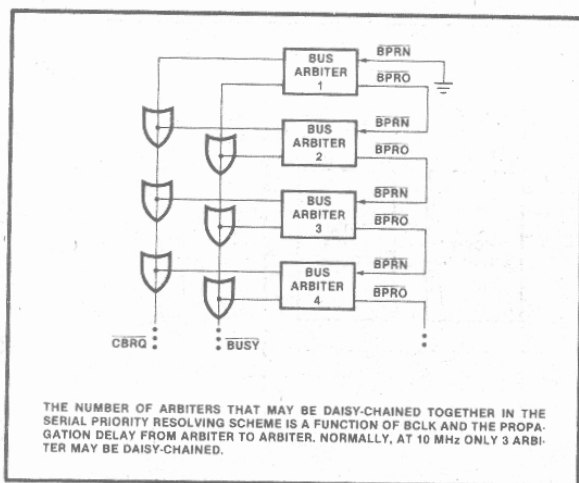 BUS
ARBITER
1
BPRN
BPRO
BUS
ARBITER
2
BPRN
BPRO
BUS
ARBITER
3
BPRN
BPRO
BUS
ARBITER
4
BPRN
BPRO
CBRQ
BUSY
THE NUMBER OF ARBITERS THAT MAY BE DAISY-CHAINED TOGETHER IN THE
SERIAL PRIORITY RESOLVING SCHEME IS A FUNCTION OF BCLK AND THE PROPA-
GATION DELAY FROM ARBITER TO ARBITER. NORMALLY, AT 10 MHz ONLY 3 ARBI-
TER MAY BE DAISY-CHAINED.